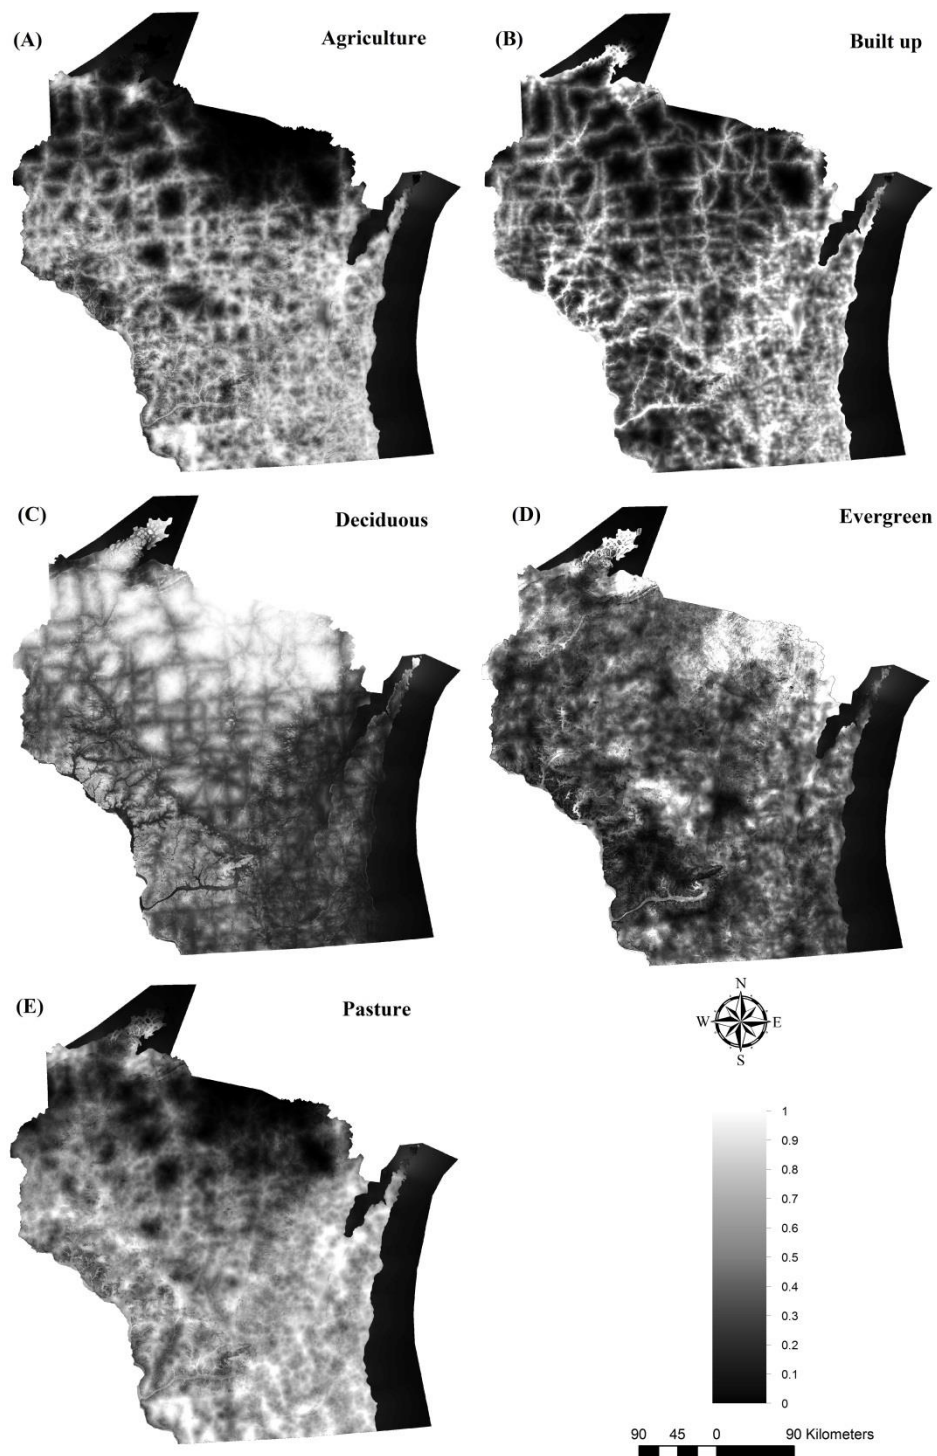 (A) Agriculture
(B) Built up
(C) Deciduous
(D) Evergreen
(E) Pasture
N
W E
S
1
0.9
0.8
0.7
0.6
0.5
0.4
0.3
0.2
0.1
0
90 45 0 90 Kilometers